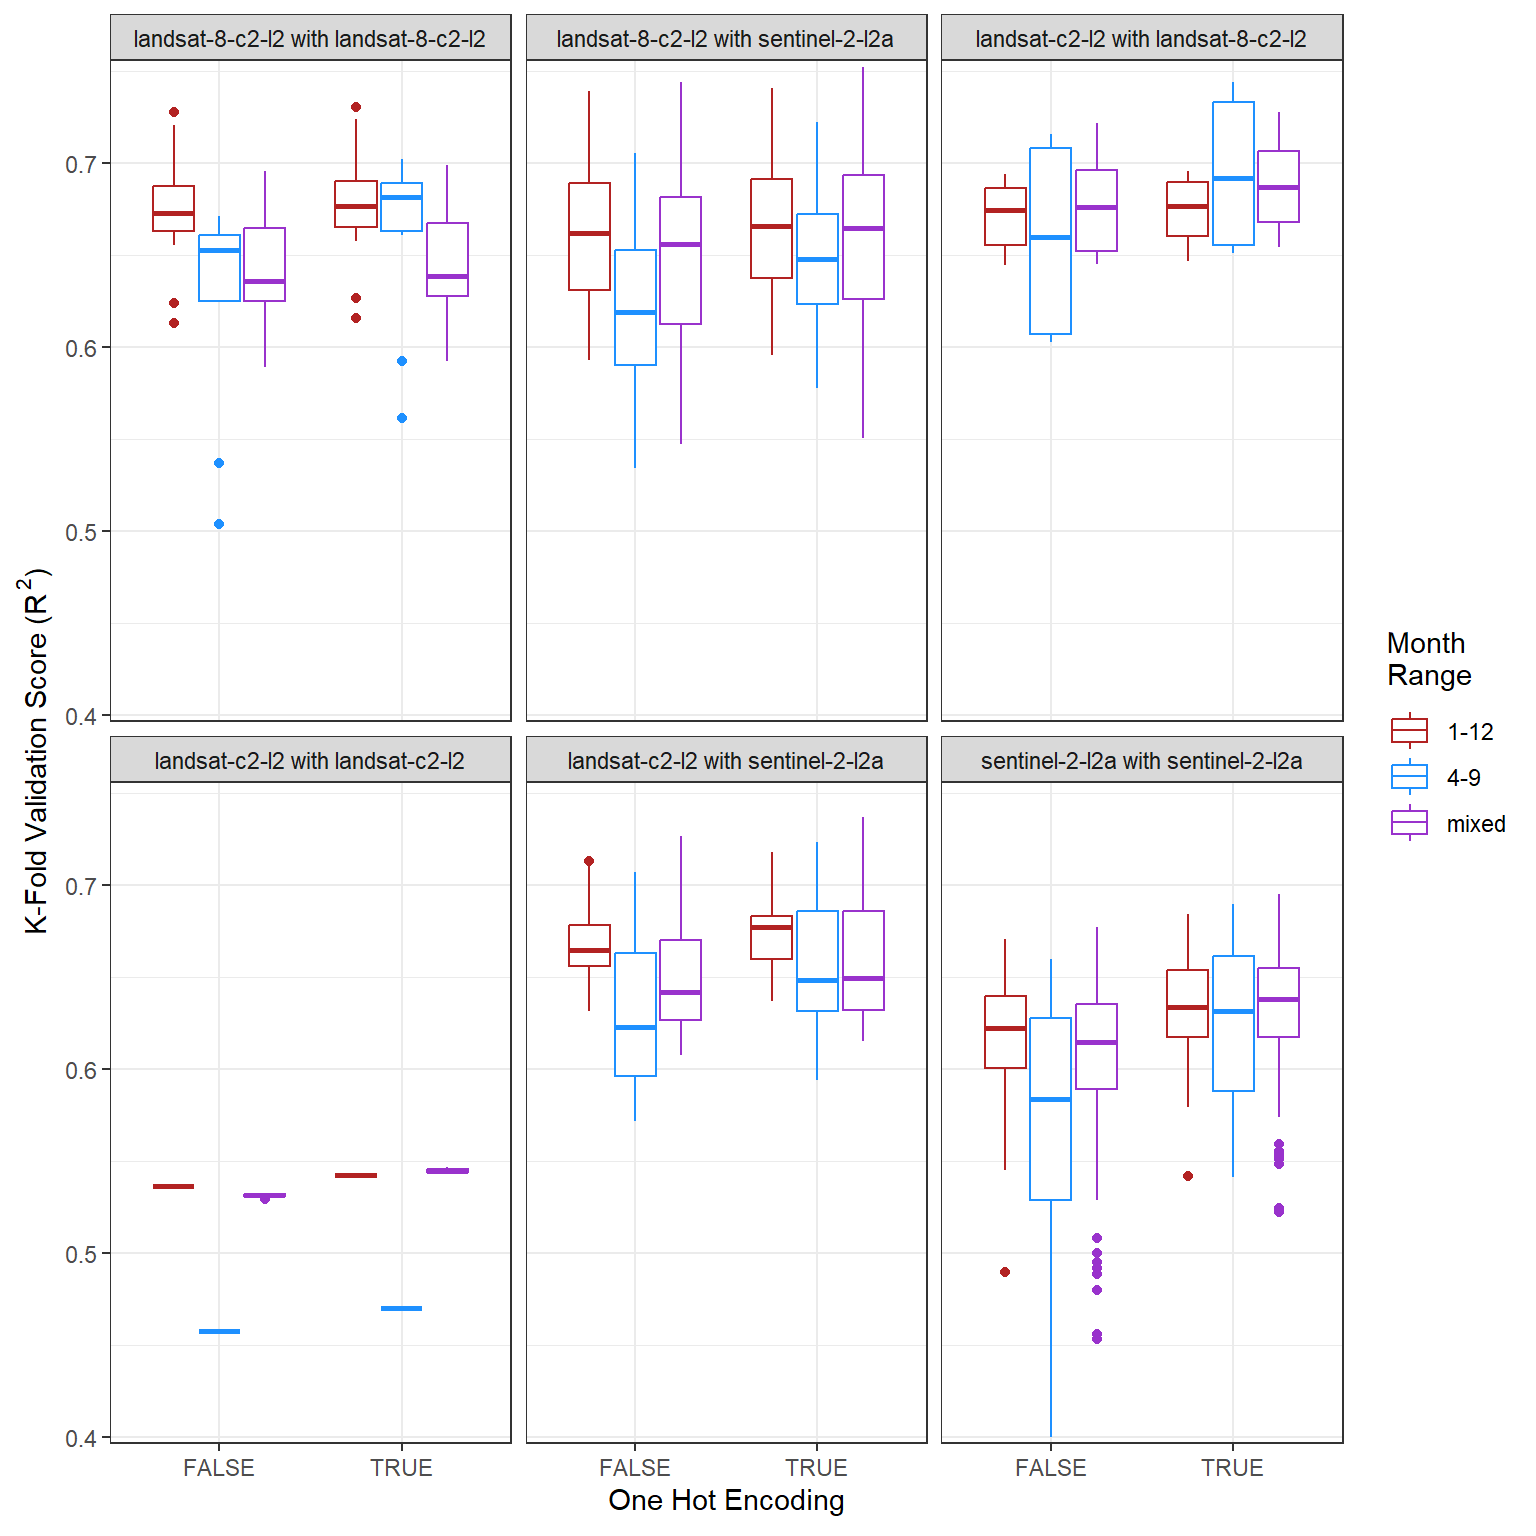 landsat-8-c2-l2 with landsat-8-c2-l2
landsat-8-c2-l2 with sentinel-2-l2a
landsat-c2-l2 with landsat-8-c2-l2
0.7
0.6
0.5
0.4
landsat-c2-l2 with landsat-c2-l2
landsat-c2-l2 with sentinel-2-l2a
sentinel-2-l2a with sentinel-2-l2a
0.7
0.6
0.5
0.4
FALSE
TRUE
FALSE
TRUE
FALSE
TRUE
One Hot Encoding
K-Fold Validation Score (R²)
Month
Range
1-12
4-9
mixed